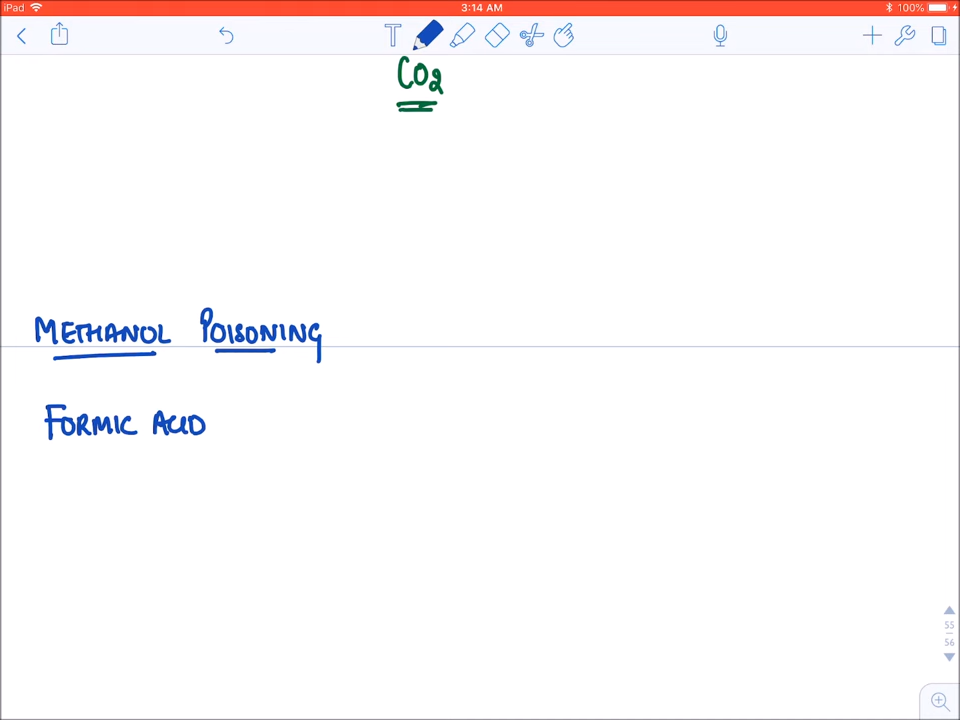 iPad 3:14 AM 100%
T
CO2
METHANOL POISONING
FORMIC ACID
55
56